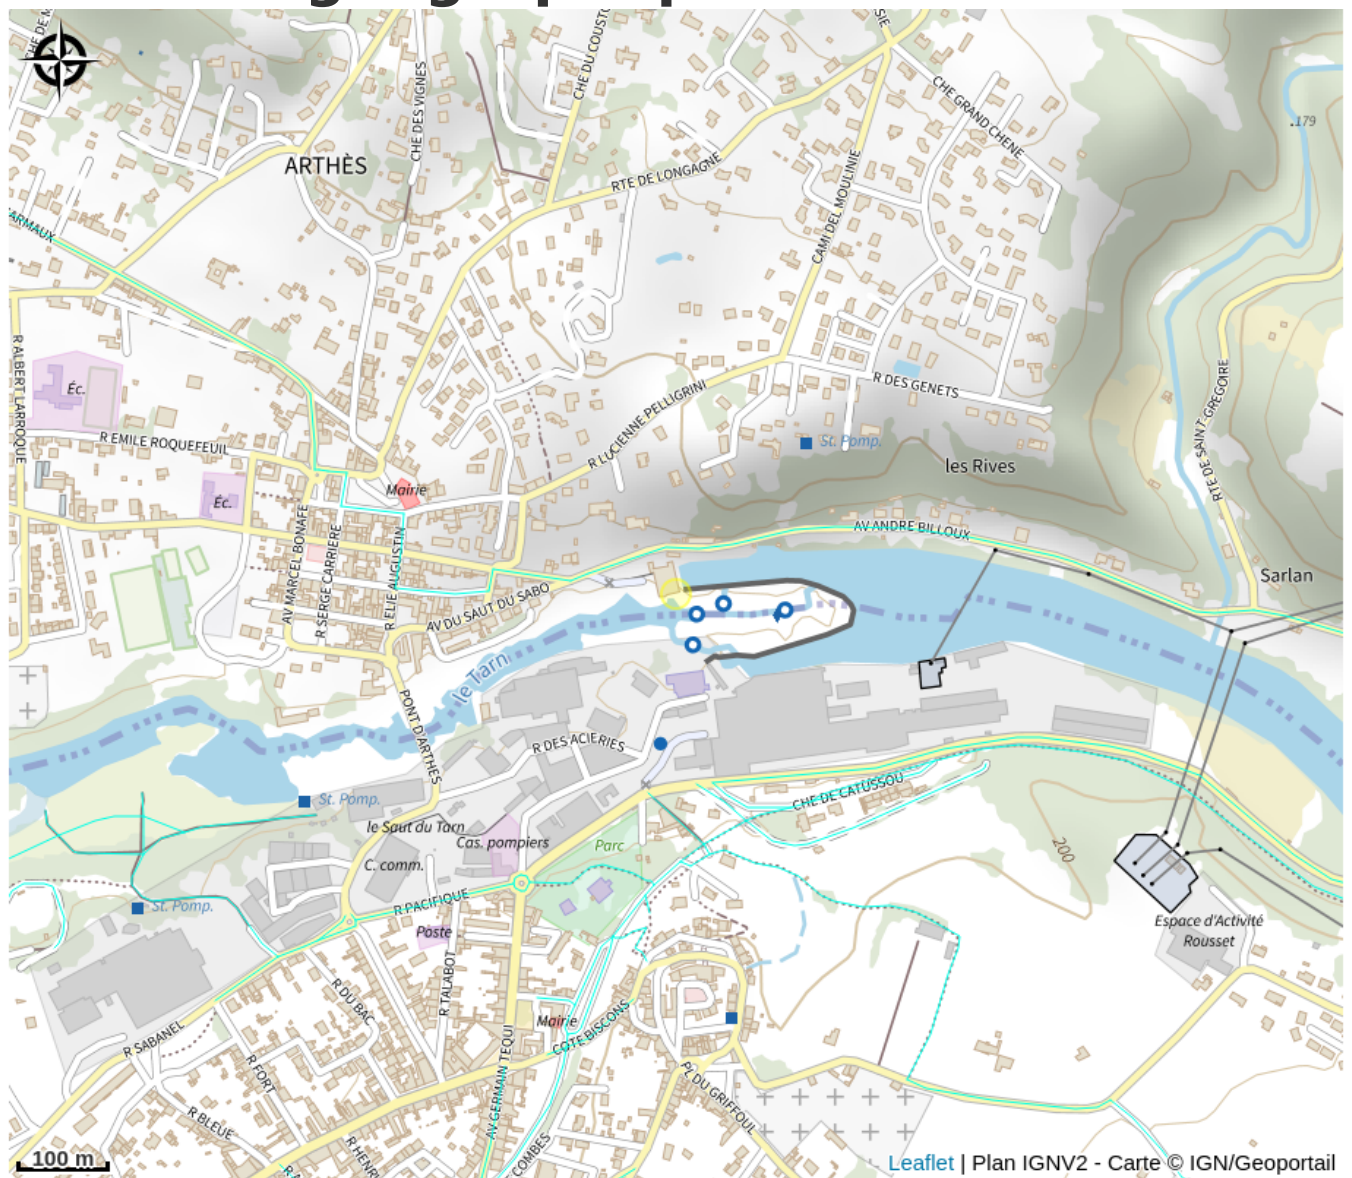 CHE DES VIGNES
CHE DU COUSTOU
CHE GRAND CHENE
.179
ARTHÈS
RTE DE LONGAGNE
CAMI DEL MOULINIE
R ALBERT LARROQUE
Éc.
R DES GENETS
RTE DE SAINT-GREGOIRE
R LUCIENNE PELLIGRINI
R EMILE ROQUEFEUIL
St. Pomp.
les Rives
Mairie
Éc.
AV ANDRE BILLOUX
AV MARCEL BONAFE
R SERGE CARRIERE
R ELIE AUGUSTIN
AV DU SAUT DU SABO
Sarlan
le Tarn
PONT D'ARTHES
R DES ACIERIES
St. Pomp.
CHE DE CATUSSOU
le Saut du Tarn
Cas. pompiers
Parc
200
C. comm.
R PACIFIQUE
St. Pomp.
Poste
Espace d'Activité
Rousset
R TALABOT
R DU BAC
Mairie
COTE BISCONS
R SABANEL
R FORT
AV GERMAIN TEQUI
PL DU GRIFFOUL
R BLEUE
R HENRI
COMBES
100 m
Leaflet | Plan IGNV2 - Carte © IGN/Geoportail